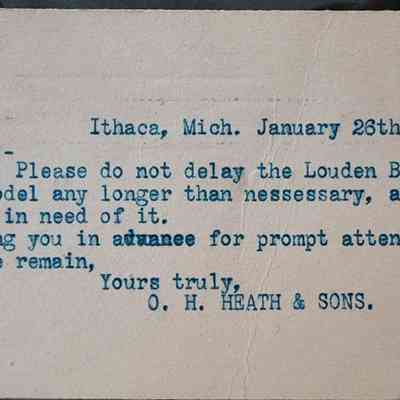 Ithaca, Mich. January 26th
-
Please do not delay the Louden B
odel any longer than nessessary, a
in need of it.
ng you in advance for prompt atten
e remain,
Yours truly,
O. H. HEATH & SONS.